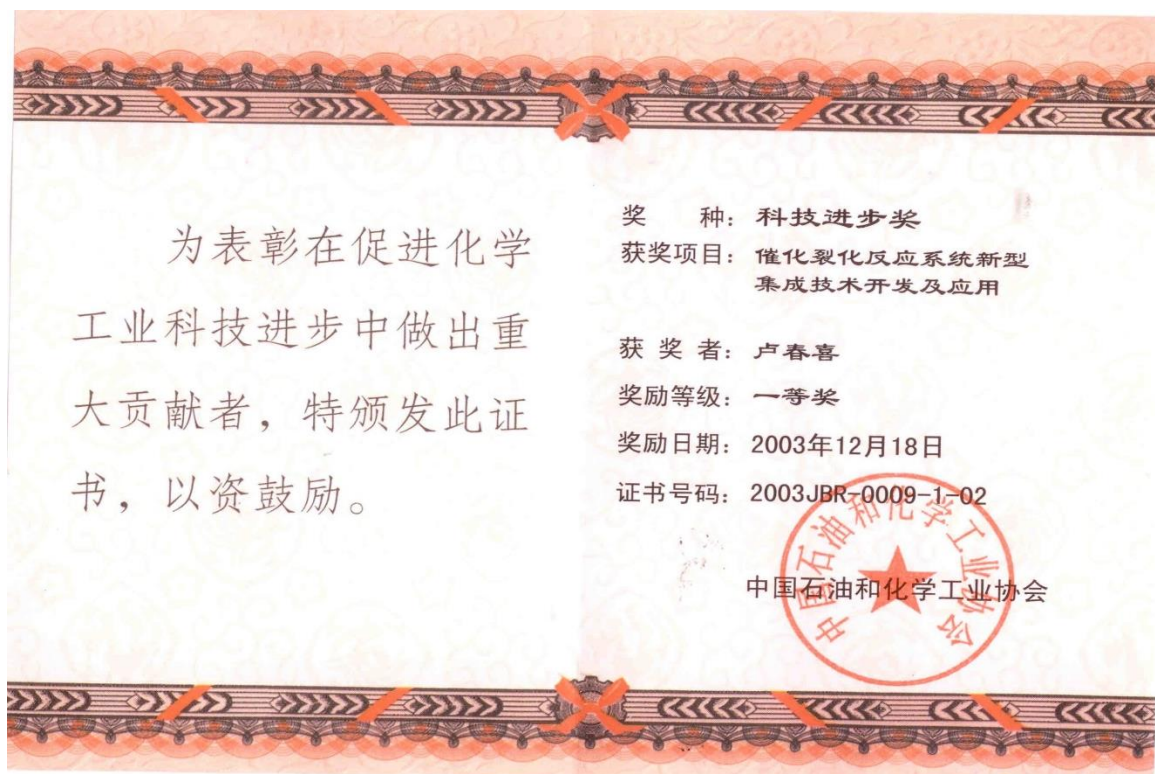 为表彰在促进化学
工业科技进步中做出重
大贡献者，特颁发此证
书，以资鼓励。
奖 种：科技进步奖
获奖项目：催化裂化反应系统新型
集成技术开发及应用
获 奖 者：卢春喜
奖励等级：一等奖
奖励日期：2003年12月18日
证书号码：2003JBR-0009-1-02
中国石油和化学工业协会
中国石油和化学工业协会